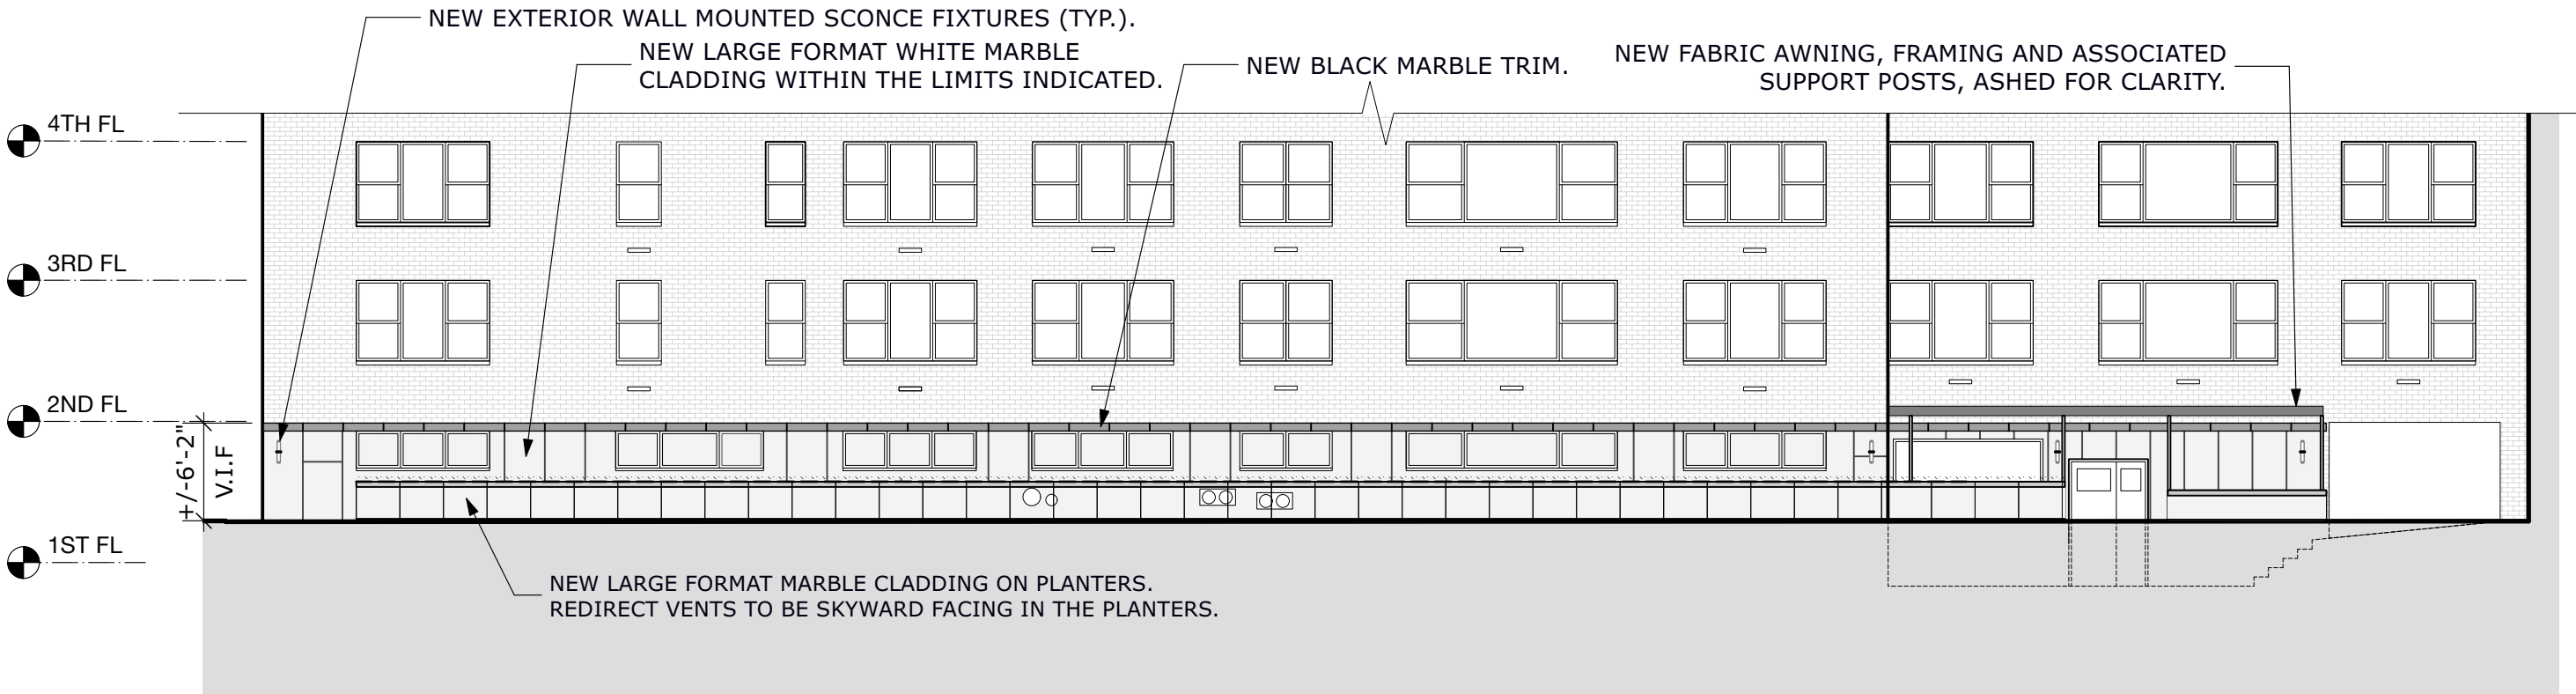 NEW EXTERIOR WALL MOUNTED SCONCE FIXTURES (TYP.).
NEW LARGE FORMAT WHITE MARBLE
CLADDING WITHIN THE LIMITS INDICATED.
NEW BLACK MARBLE TRIM.
NEW FABRIC AWNING, FRAMING AND ASSOCIATED
SUPPORT POSTS, ASHED FOR CLARITY.
4TH FL
3RD FL
2ND FL
+/-6'-2"
V.I.F
1ST FL
NEW LARGE FORMAT MARBLE CLADDING ON PLANTERS.
REDIRECT VENTS TO BE SKYWARD FACING IN THE PLANTERS.